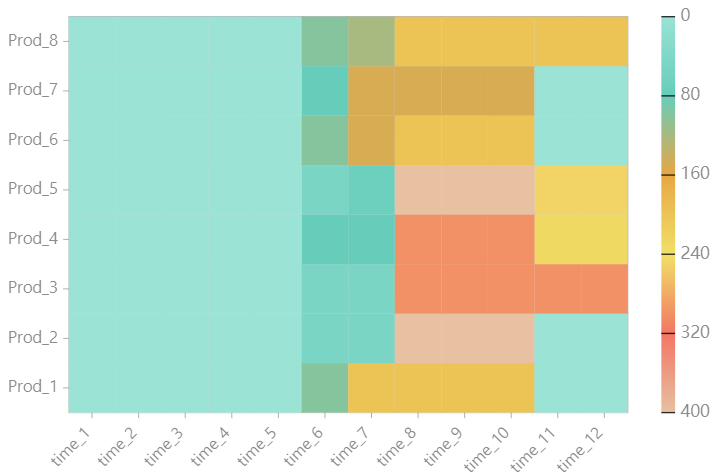 Prod_8
Prod_7
Prod_6
Prod_5
Prod_4
Prod_3
Prod_2
Prod_1
time_1
time_2
time_3
time_4
time_5
time_6
time_7
time_8
time_9
time_10
time_11
time_12
0
80
160
240
320
400